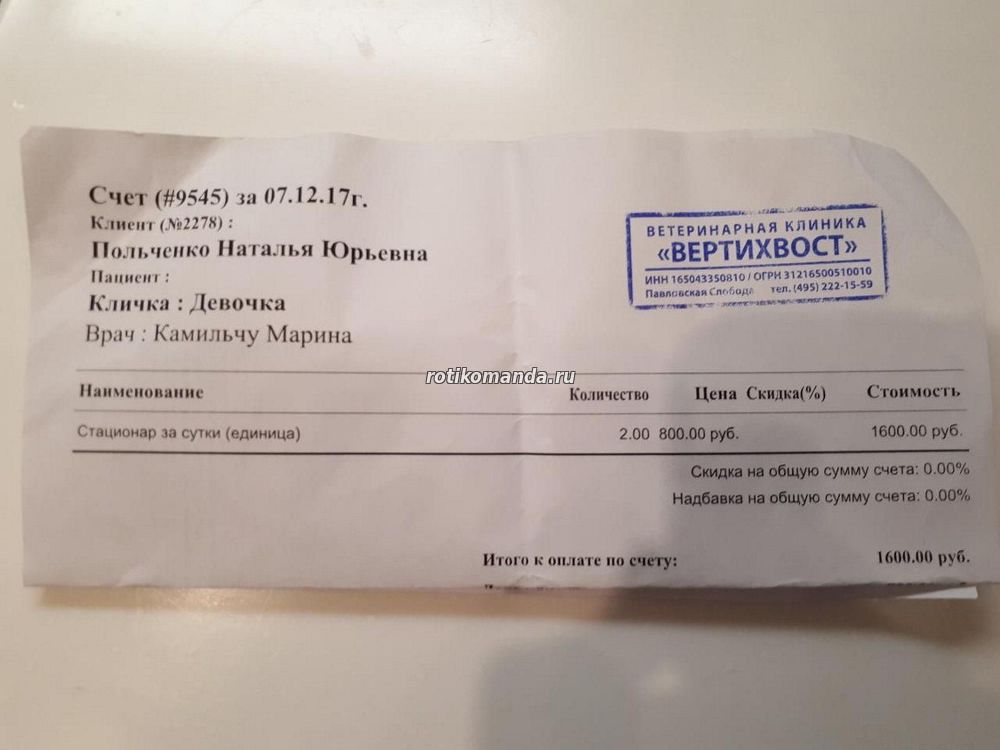 Счет (#9545) за 07.12.17г.
Клиент (№2278) :
Польченко Наталья Юрьевна
Пациент :
Кличка : Девочка
Врач : Камильчу Марина
ВЕТЕРИНАРНАЯ КЛИНИКА
«ВЕРТИХВОСТ»
ИНН 165043350810 / ОГРН 31216500510010
Павловская Слобода тел. (495) 222-15-59
rotikomanda.ru
Наименование Количество Цена Скидка(%) Стоимость
Стационар за сутки (единица) 2.00 800.00 руб. 1600.00 руб.
Скидка на общую сумму счета: 0.00%
Надбавка на общую сумму счета: 0.00%
Итого к оплате по счету: 1600.00 руб.